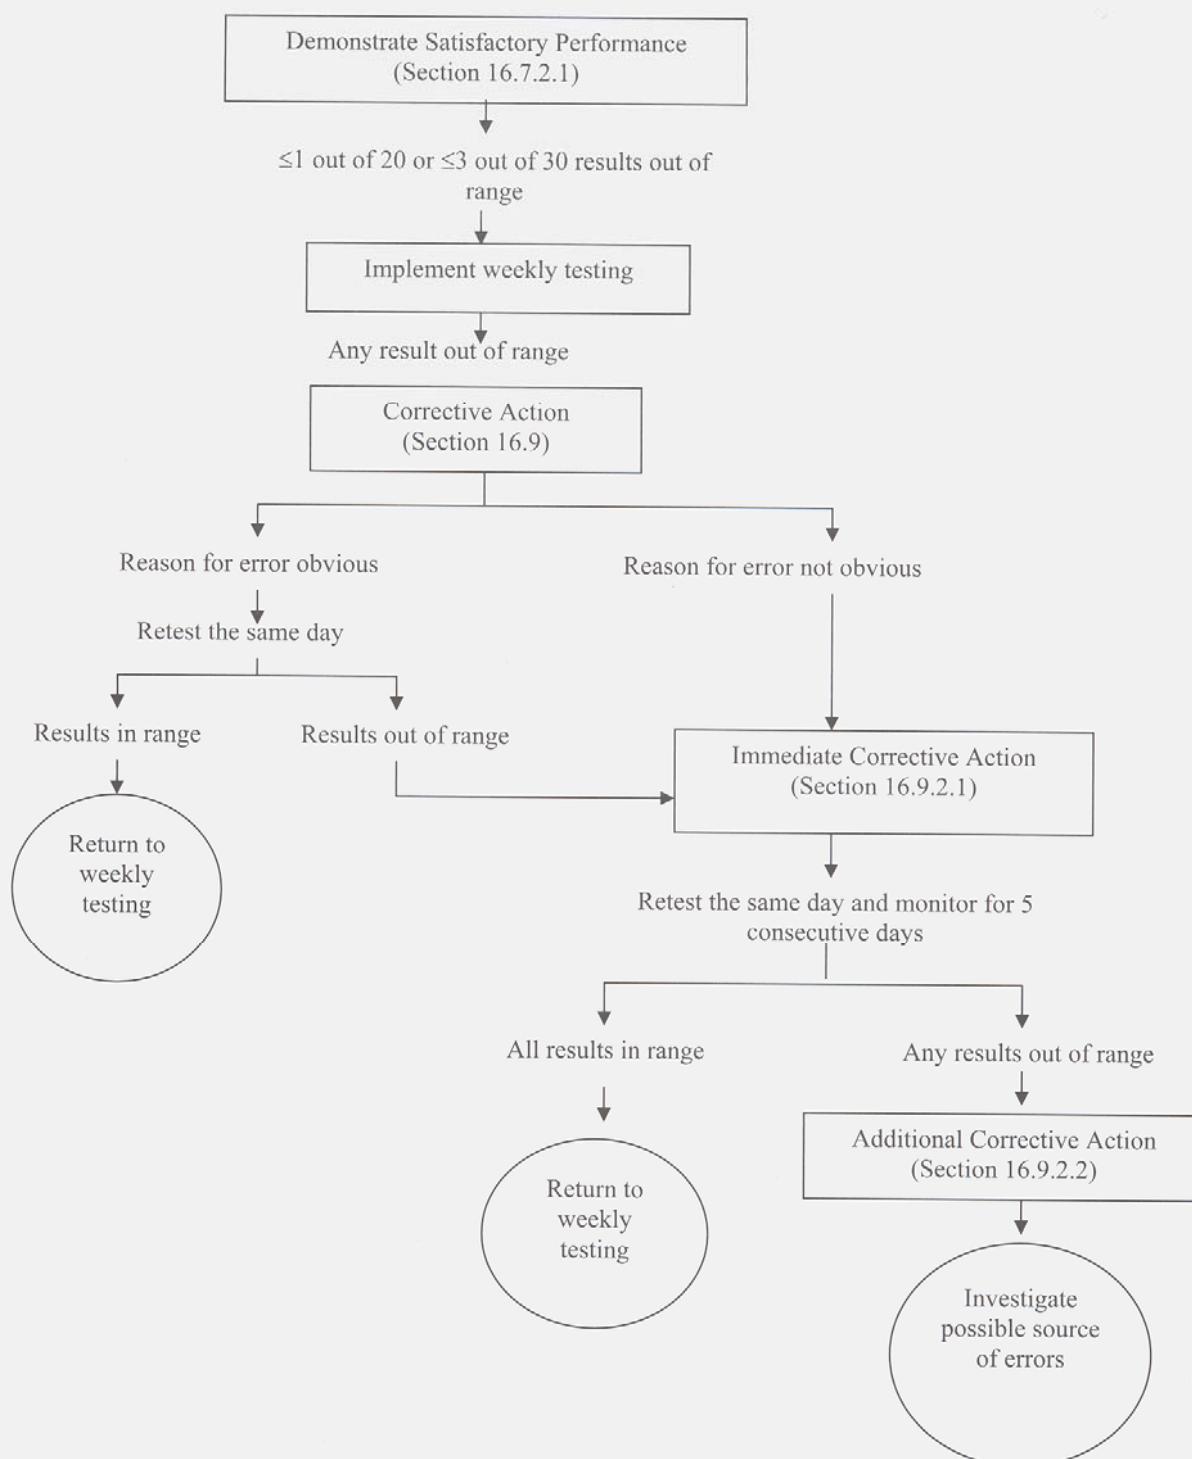 Demonstrate Satisfactory Performance
(Section 16.7.2.1)
≤1 out of 20 or ≤3 out of 30 results out of
range
Implement weekly testing
Any result out of range
Corrective Action
(Section 16.9)
Reason for error obvious
Reason for error not obvious
Retest the same day
Results in range
Results out of range
Immediate Corrective Action
(Section 16.9.2.1)
Return to
weekly
testing
Retest the same day and monitor for 5
consecutive days
All results in range
Any results out of range
Additional Corrective Action
(Section 16.9.2.2)
Return to
weekly
testing
Investigate
possible source
of errors